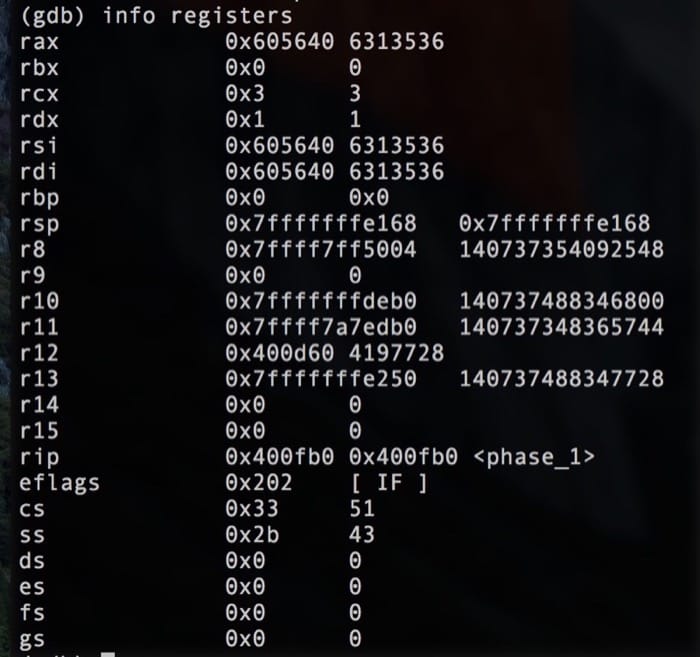 (gdb) info registers
rax 0x605640 6313536
rbx 0x0 0
rcx 0x3 3
rdx 0x1 1
rsi 0x605640 6313536
rdi 0x605640 6313536
rbp 0x0 0x0
rsp 0x7fffffffe168 0x7fffffffe168
r8 0x7ffff7ff5004 140737354092548
r9 0x0 0
r10 0x7fffffffdeb0 140737488346800
r11 0x7ffff7a7edb0 140737348365744
r12 0x400d60 4197728
r13 0x7fffffffe250 140737488347728
r14 0x0 0
r15 0x0 0
rip 0x400fb0 0x400fb0 <phase_1>
eflags 0x202 [ IF ]
cs 0x33 51
ss 0x2b 43
ds 0x0 0
es 0x0 0
fs 0x0 0
gs 0x0 0